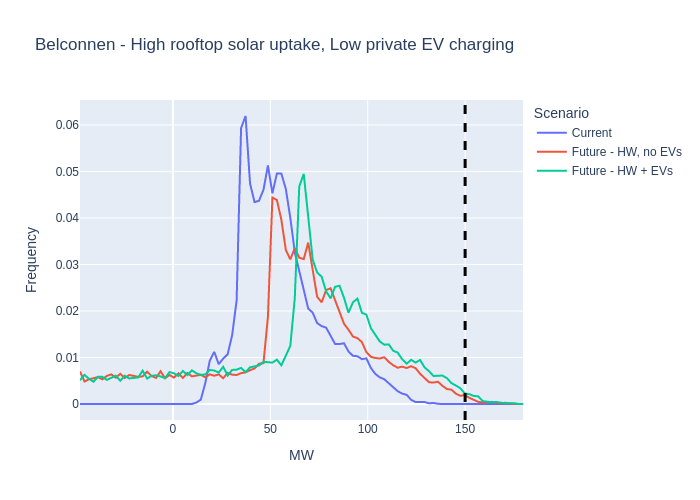 Belconnen - High rooftop solar uptake, Low private EV charging
Scenario
Current
Future - HW, no EVs
Future - HW + EVs
Frequency
0.06
0.05
0.04
0.03
0.02
0.01
0
0
50
100
150
MW